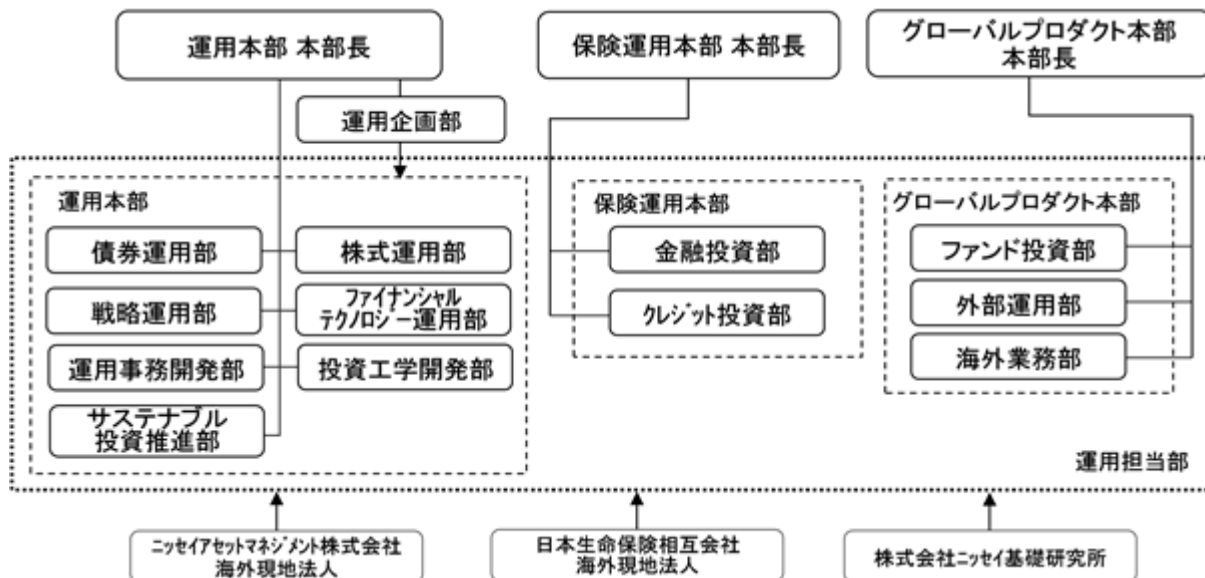 運用本部 本部長
保険運用本部 本部長
グローバルプロダクト本部
本部長
運用企画部
運用本部
債券運用部
株式運用部
戦略運用部
ファイナンシャル
テクノロジー運用部
運用事務開発部
投資工学開発部
サステナブル
投資推進部
保険運用本部
金融投資部
クレジット投資部
グローバルプロダクト本部
ファンド投資部
外部運用部
海外業務部
運用担当部
ニッセイアセットマネジメント株式会社
海外現地法人
日本生命保険相互会社
海外現地法人
株式会社ニッセイ基礎研究所